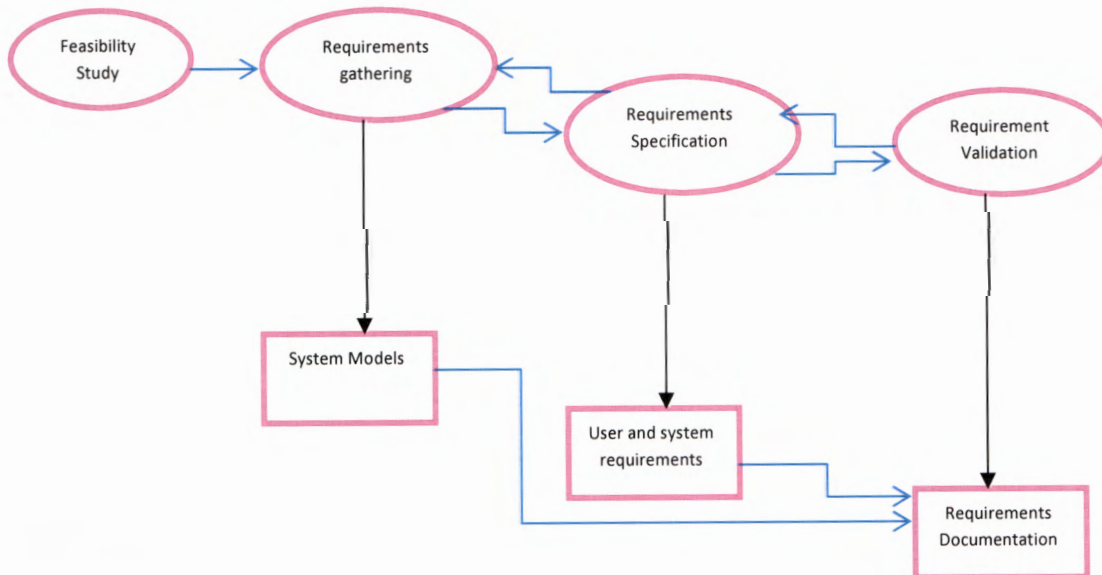 Feasibility
Study
Requirements
gathering
Requirements
Specification
Requirement
Validation
System Models
User and system
requirements
Requirements
Documentation